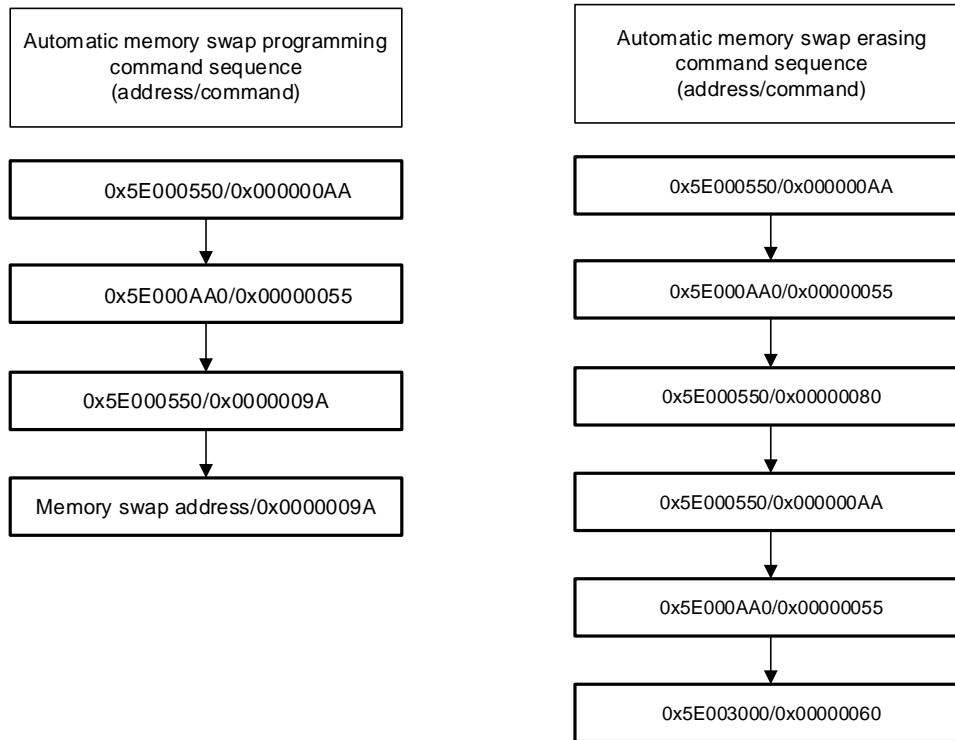 Automatic memory swap programming
command sequence
(address/command)
0x5E000550/0x000000AA
0x5E000AA0/0x00000055
0x5E000550/0x0000009A
Memory swap address/0x0000009A
Automatic memory swap erasing
command sequence
(address/command)
0x5E000550/0x000000AA
0x5E000AA0/0x00000055
0x5E000550/0x00000080
0x5E000550/0x000000AA
0x5E000AA0/0x00000055
0x5E003000/0x00000060